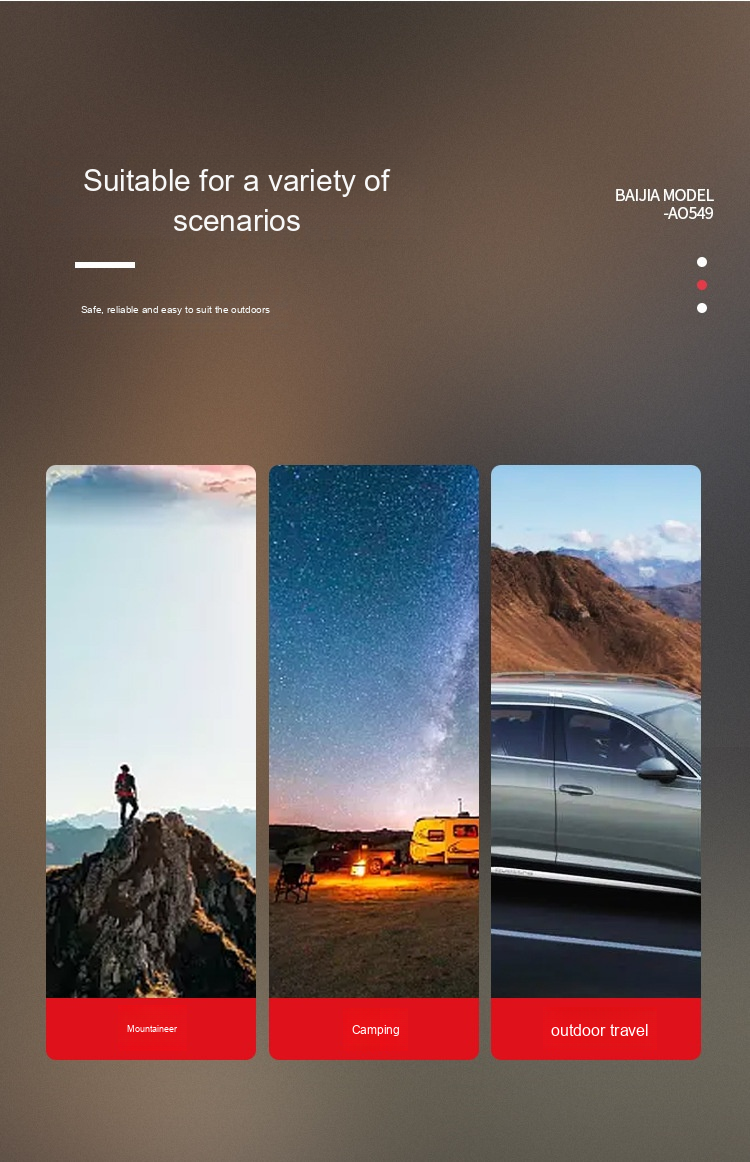 Suitable for a variety of
scenarios
BAIJIA MODEL
-AO549
Safe, reliable and easy to suit the outdoors
Mountaineer
Camping
outdoor travel